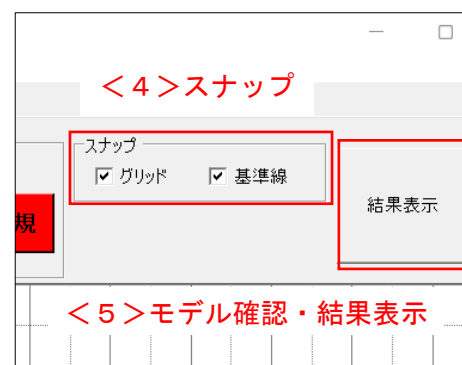 ＜４＞スナップ
スナップ
グリッド
基準線
規
結果表示
＜５＞モデル確認・結果表示